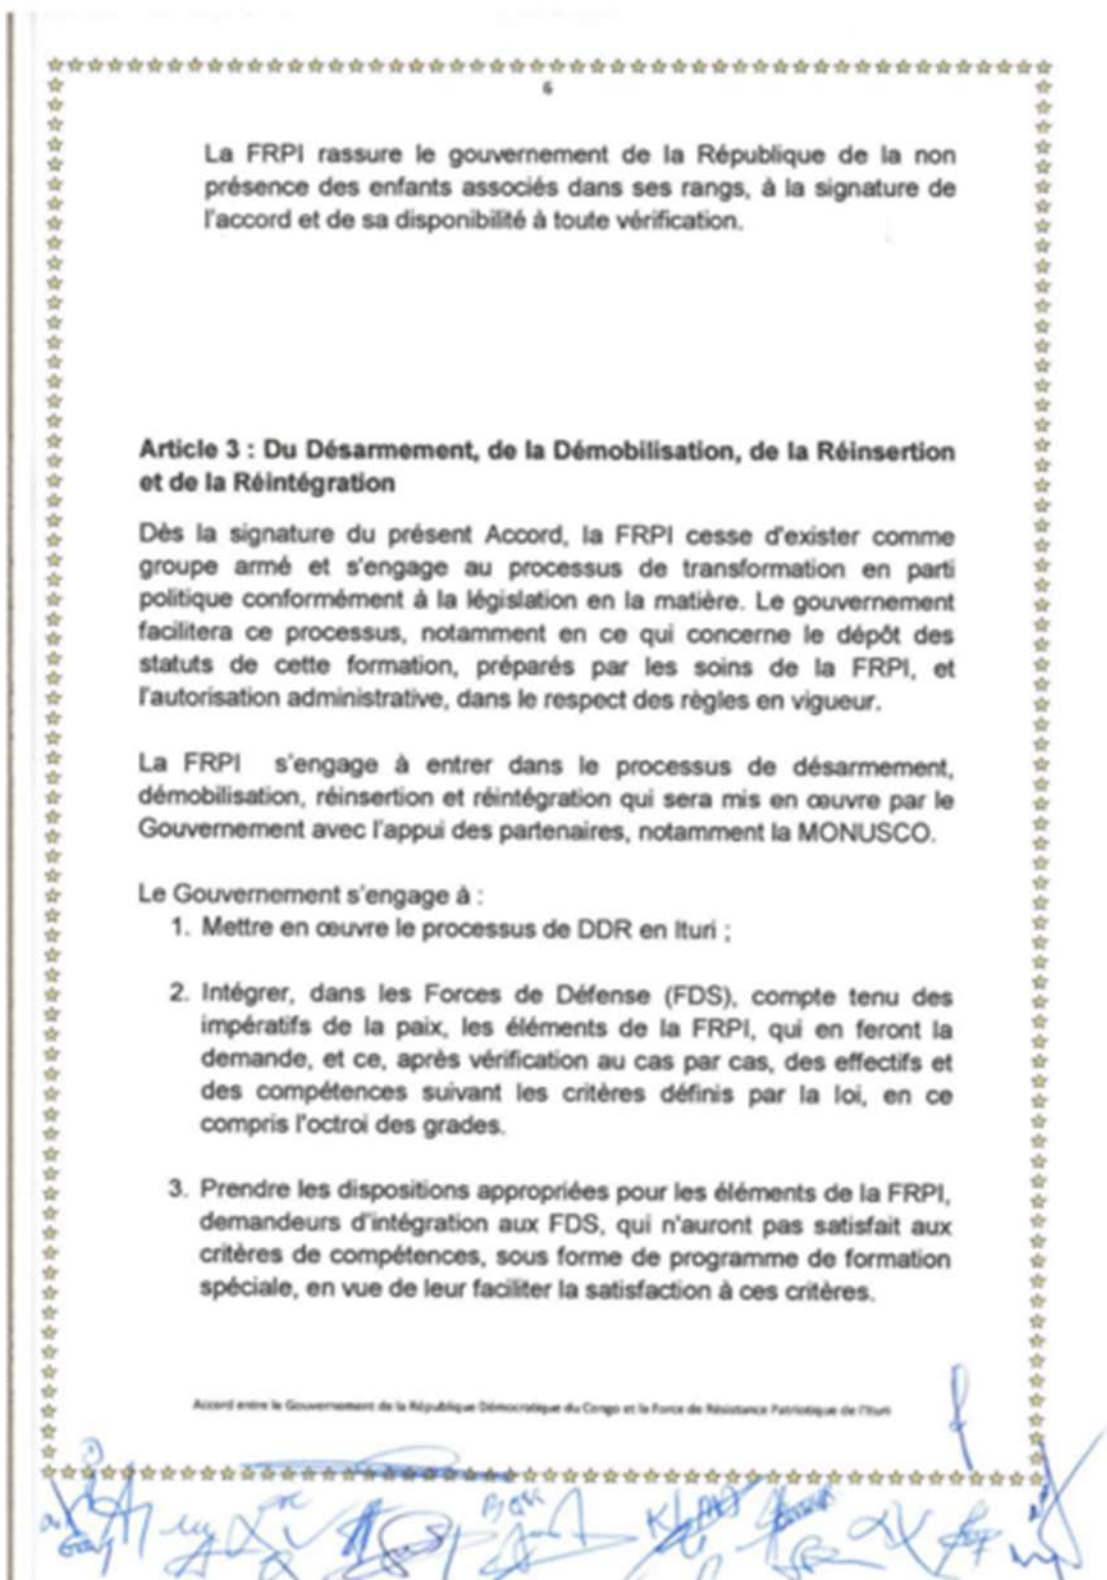 6
La FRPI rassure le gouvernement de la République de la non
présence des enfants associés dans ses rangs, à la signature de
l'accord et de sa disponibilité à toute vérification.
Article 3 : Du Désarmement, de la Démobilisation, de la Réinsertion
et de la Réintégration
Dès la signature du présent Accord, la FRPI cesse d'exister comme
groupe armé et s'engage au processus de transformation en parti
politique conformément à la législation en la matière. Le gouvernement
facilitera ce processus, notamment en ce qui concerne le dépôt des
statuts de cette formation, préparés par les soins de la FRPI, et
l'autorisation administrative, dans le respect des règles en vigueur.
La FRPI s'engage à entrer dans le processus de désarmement,
démobilisation, réinsertion et réintégration qui sera mis en œuvre par le
Gouvernement avec l'appui des partenaires, notamment la MONUSCO.
Le Gouvernement s'engage à :
1. Mettre en œuvre le processus de DDR en Ituri ;
2. Intégrer, dans les Forces de Défense (FDS), compte tenu des
impératifs de la paix, les éléments de la FRPI, qui en feront la
demande, et ce, après vérification au cas par cas, des effectifs et
des compétences suivant les critères définis par la loi, en ce
compris l'octroi des grades.
3. Prendre les dispositions appropriées pour les éléments de la FRPI,
demandeurs d'intégration aux FDS, qui n'auront pas satisfait aux
critères de compétences, sous forme de programme de formation
spéciale, en vue de leur faciliter la satisfaction à ces critères.
Accord entre le Gouvernement de la République Démocratique du Congo et la Force de Résistance Patriotique de l'Ituri